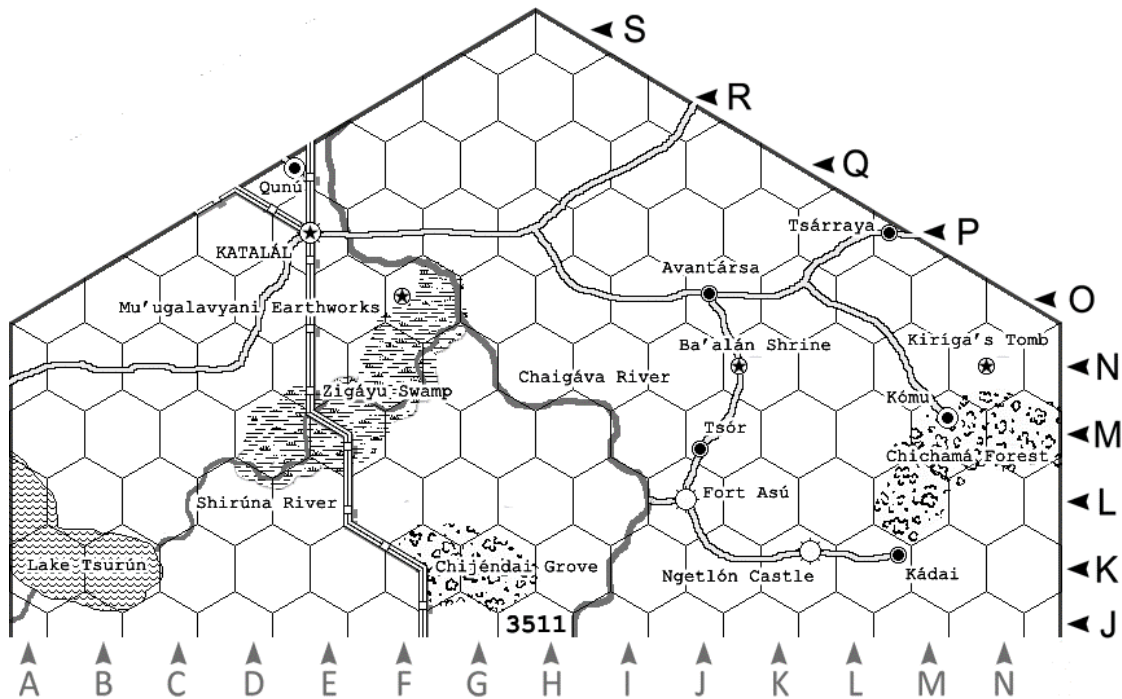 S
R
Q
Qunú
Tsárraya
P
KATALÁL
Avantársa
Mu'ugalavyani Earthworks
O
Ba'alán Shrine
Kiríga's Tomb
N
Chaigáva River
Zigáyu Swamp
Kómu
Tsór
M
Chichamá Forest
Shirúna River
Fort Asú
L
Lake Tsurún
Chijéndai Grove
Ngetlón Castle
Kádai
K
3511
J
A B C D E F G H I J K L M N